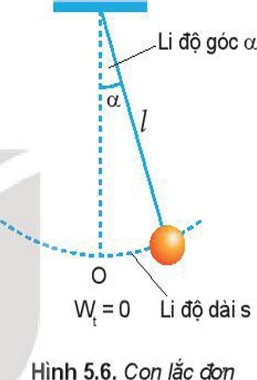 Li độ góc α
α
l
O
Wₜ = 0
Li độ dài s
Hình 5.6. Con lắc đơn